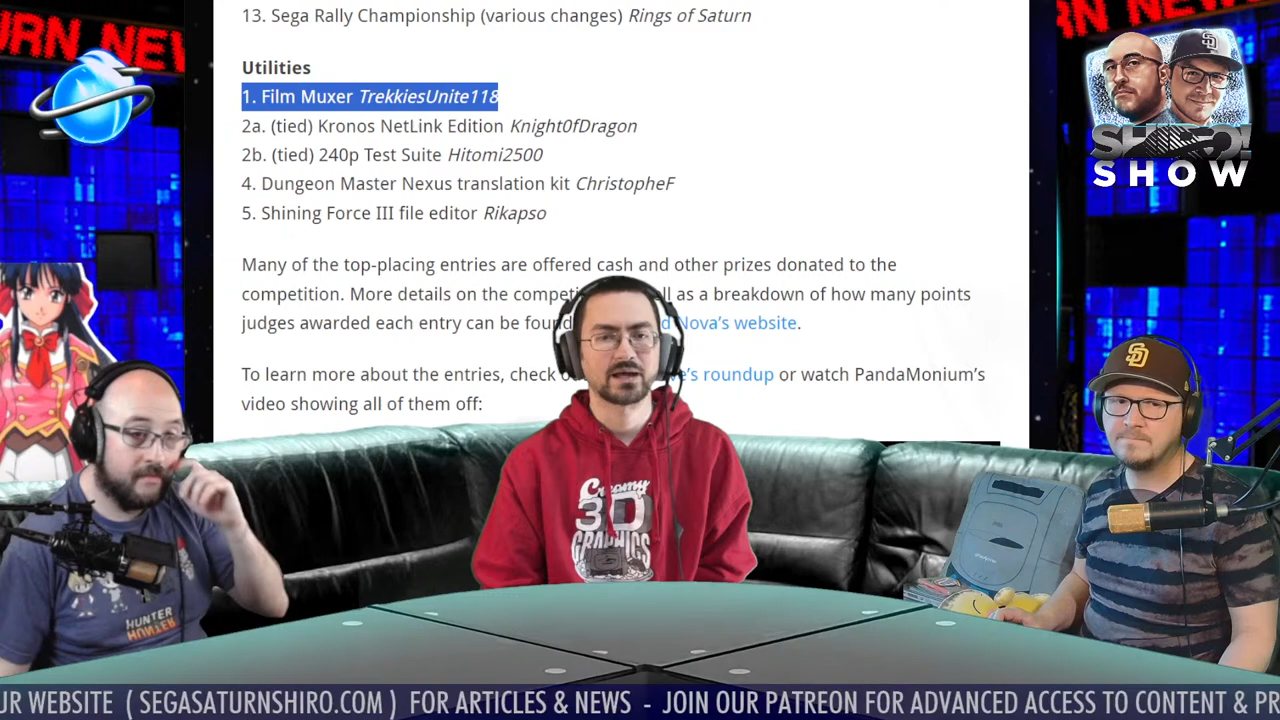 RN NEW
RN NEWS
13. Sega Rally Championship (various changes) Rings of Saturn
Utilities
1. Film Muxer TrekkiesUnite118
2a. (tied) Kronos NetLink Edition Knight0fDragon
2b. (tied) 240p Test Suite Hitomi2500
4. Dungeon Master Nexus translation kit ChristopheF
5. Shining Force III file editor Rikapso
Many of the top-placing entries are offered cash and other prizes donated to the
competition. More details on the as a breakdown of how many points
judges awarded each entry can be found Nova's website.
To learn more about the entries, check roundup or watch PandaMonium's
video showing all of them off:
SHIRO!
SHOW
SD
Creamy
3D
GRAPHICS
HUNTER
HUNTER
UR WEBSITE ( SEGASATURNSHIRO.COM ) FOR ARTICLES & NEWS - JOIN OUR PATREON FOR ADVANCED ACCESS TO CONTENT & PR